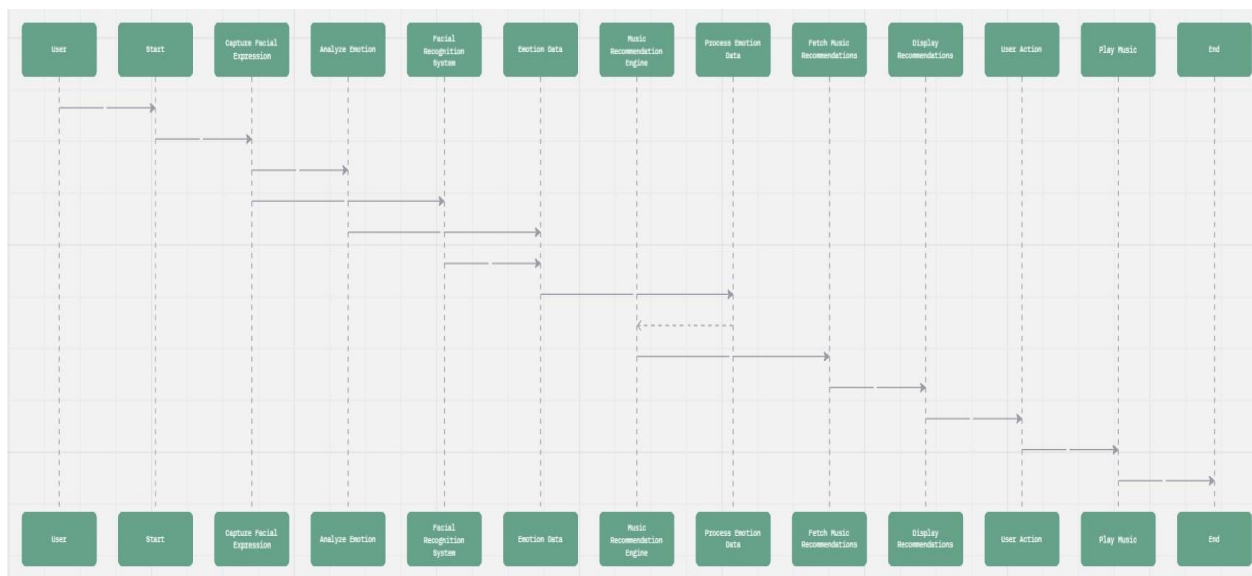 User
Start
Capture Facial
Expression
Analyze Emotion
Facial
Recognition
System
Emotion Data
Music
Recommendation
Engine
Process Emotion
Data
Fetch Music
Recommendations
Display
Recommendations
User Action
Play Music
End
User
Start
Capture Facial
Expression
Analyze Emotion
Facial
Recognition
System
Emotion Data
Music
Recommendation
Engine
Process Emotion
Data
Fetch Music
Recommendations
Display
Recommendations
User Action
Play Music
End